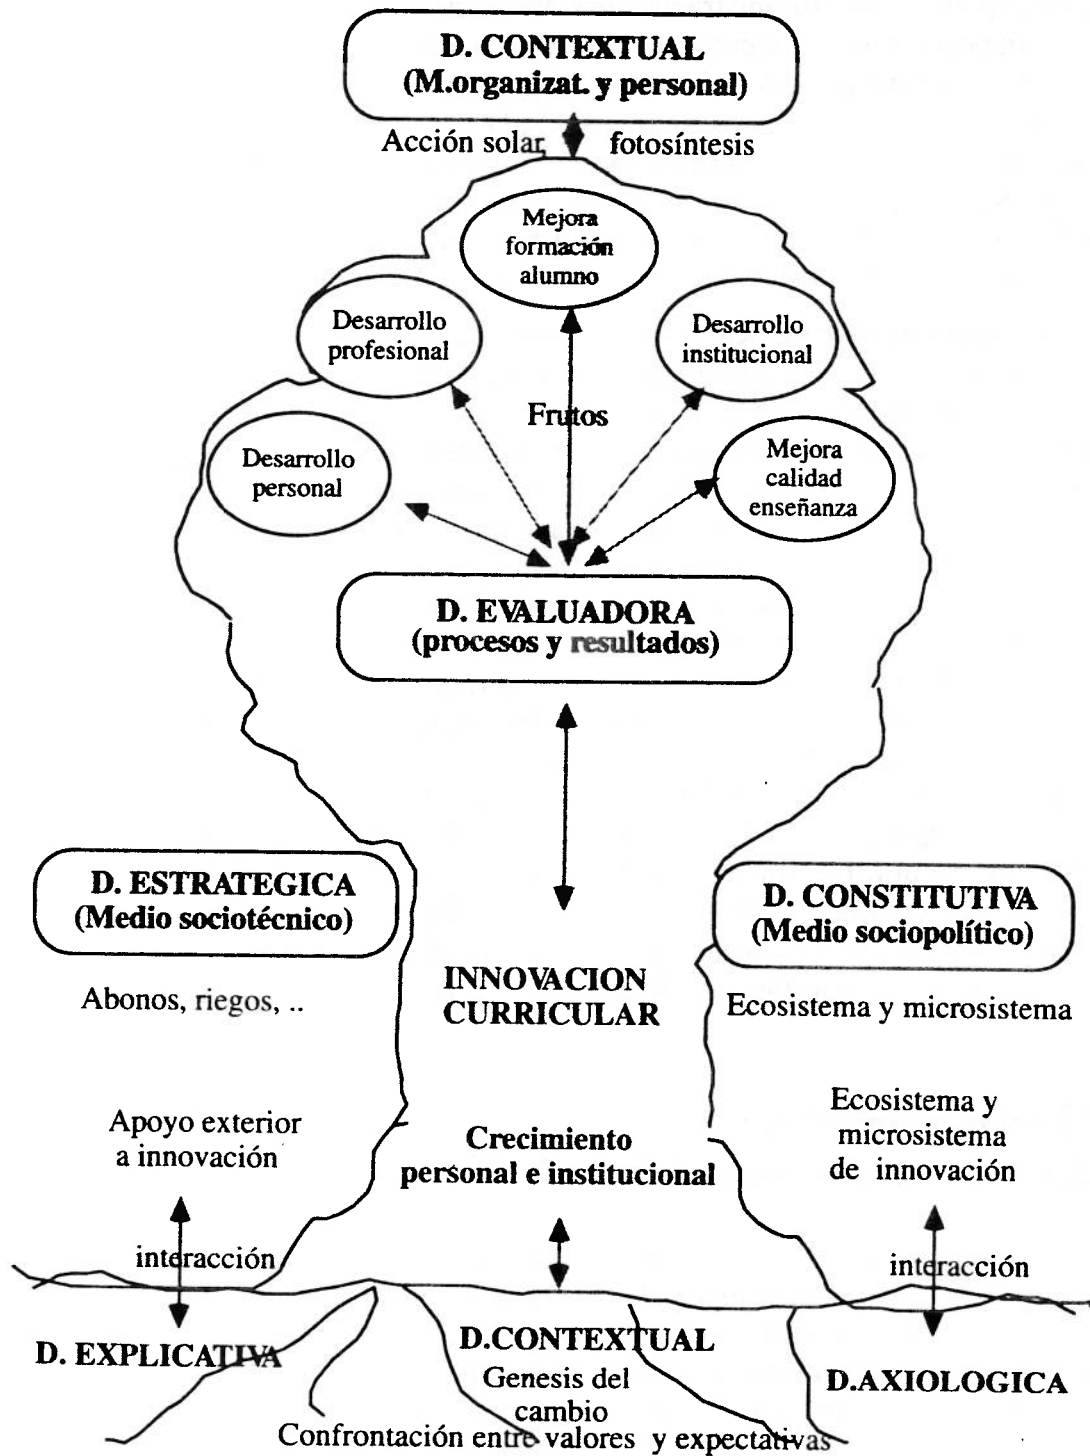 D. CONTEXTUAL
(M.organizat. y personal)
Acción solar fotosíntesis
Mejora
formación
alumno
Desarrollo
profesional
Desarrollo
institucional
Frutos
Desarrollo
personal
Mejora
calidad
enseñanza
D. EVALUADORA
(procesos y resultados)
D. ESTRATEGICA
(Medio sociotécnico)
D. CONSTITUTIVA
(Medio sociopolítico)
Abonos, riegos, ..
INNOVACION
CURRICULAR
Ecosistema y microsistema
Apoyo exterior
a innovación
Crecimiento
personal e institucional
Ecosistema y
microsistema
de innovación
interacción
interacción
D. EXPLICATIVA
D.CONTEXTUAL
Genesis del
cambio
D.AXIOLOGICA
Confrontación entre valores y expectativas